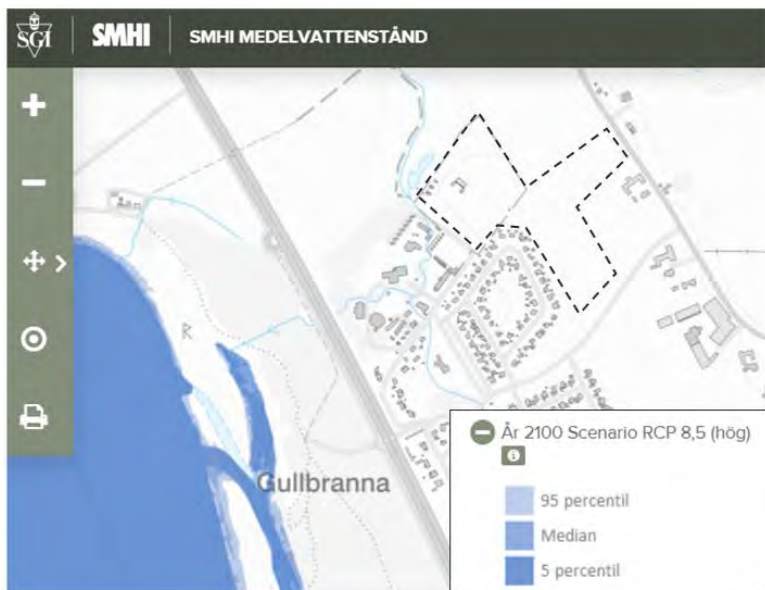 SGI
SMHI
SMHI MEDELVATTENSTÅND
Gullbranna
År 2100 Scenario RCP 8,5 (hög)
95 percentil
Median
5 percentil